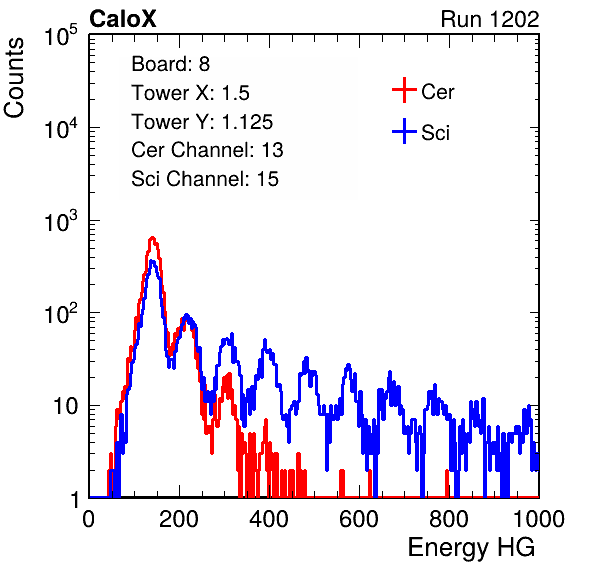 CaloX Run 1202
Counts
Board: 8
Tower X: 1.5
Tower Y: 1.125
Cer Channel: 13
Sci Channel: 15
Cer
Sci
10^5
10^4
10^3
10^2
10
1
0 200 400 600 800 1000
Energy HG